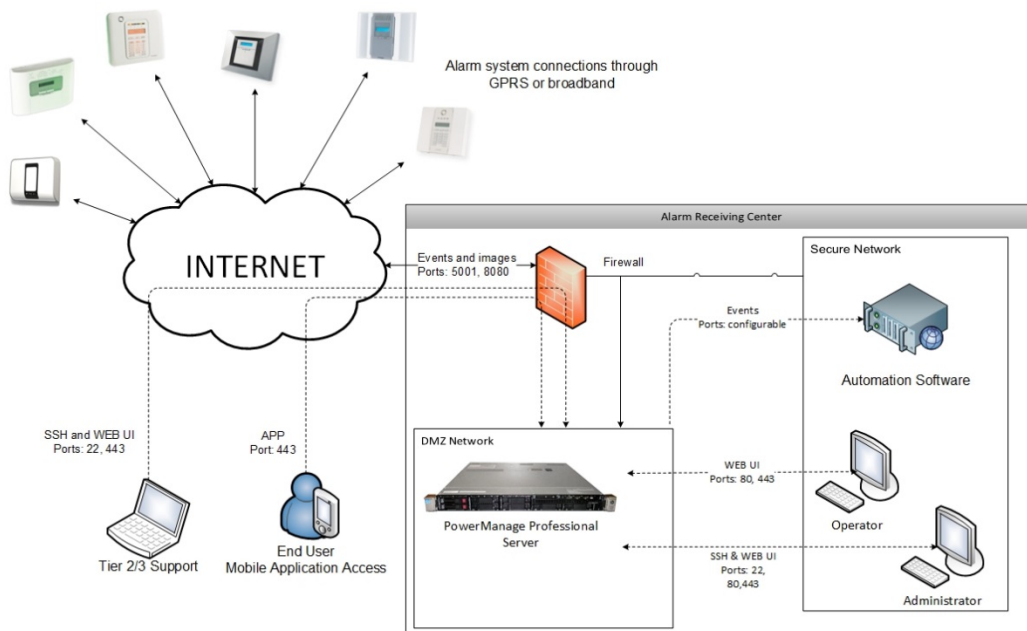 Alarm system connections through
GPRS or broadband
Alarm Receiving Center
INTERNET
Events and images
Ports: 5001, 8080
Firewall
Secure Network
Events
Ports: configurable
Automation Software
SSH and WEB UI
Ports: 22, 443
APP
Port: 443
DMZ Network
PowerManage Professional
Server
WEB UI
Ports: 80, 443
Operator
SSH & WEB UI
Ports: 22,
80,443
Administrator
Tier 2/3 Support
End User
Mobile Application Access